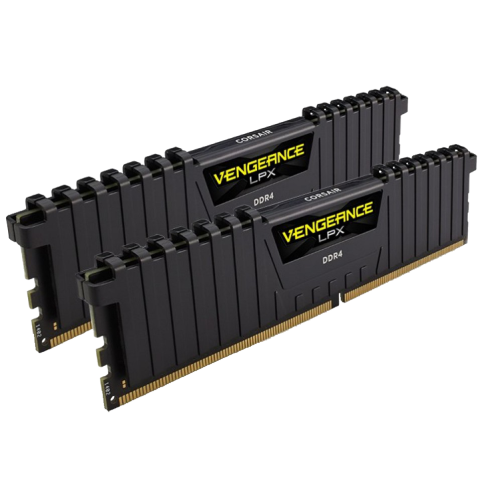 CORSAIR
VENGEANCE
LPX
DDR4
CORSAIR
VENGEANCE
LPX
DDR4